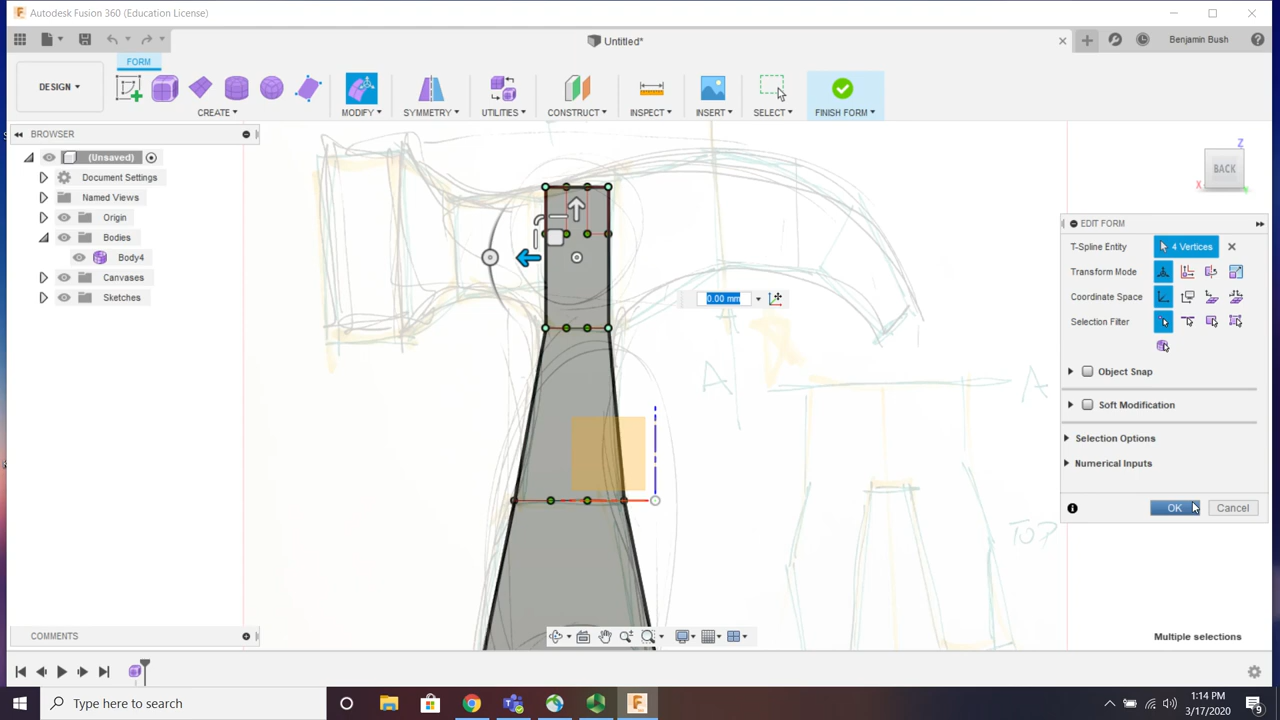 Autodesk Fusion 360 (Education License)
Untitled*
Benjamin Bush
FORM
DESIGN
CREATE
MODIFY
SYMMETRY
UTILITIES
CONSTRUCT
INSPECT
INSERT
SELECT
FINISH FORM
BROWSER
(Unsaved)
Document Settings
Named Views
Origin
Bodies
Body4
Canvases
Sketches
Z
BACK
X
EDIT FORM
T-Spline Entity
4 Vertices
Transform Mode
Coordinate Space
Selection Filter
Object Snap
Soft Modification
Selection Options
Numerical Inputs
OK
Cancel
0.00 mm
A
A
TOP
COMMENTS
Multiple selections
Type here to search
1:14 PM
3/17/2020
9